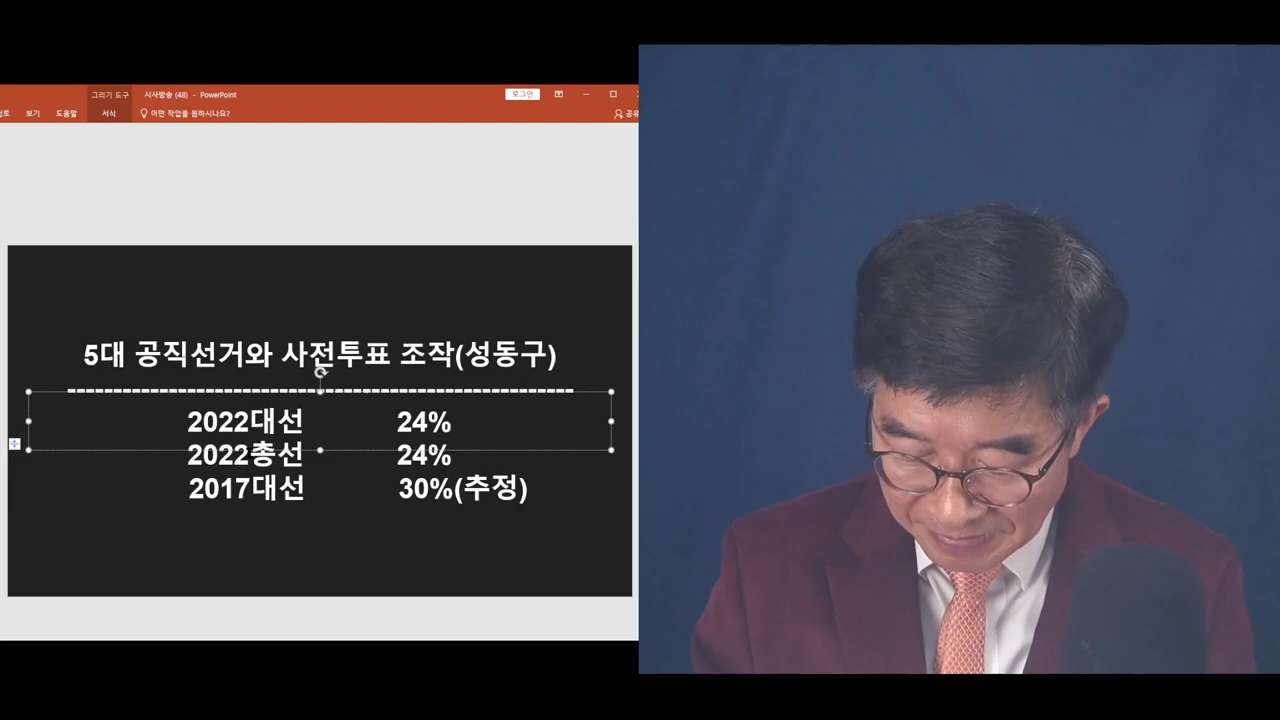 그리기 도구
시사방송 (48) - PowerPoint
로그인
보기
도움말
서식
어떤 작업을 원하시나요?
공유
5대 공직선거와 사전투표 조작(성동구)
2022대선 24%
2022총선 24%
2017대선 30%(추정)